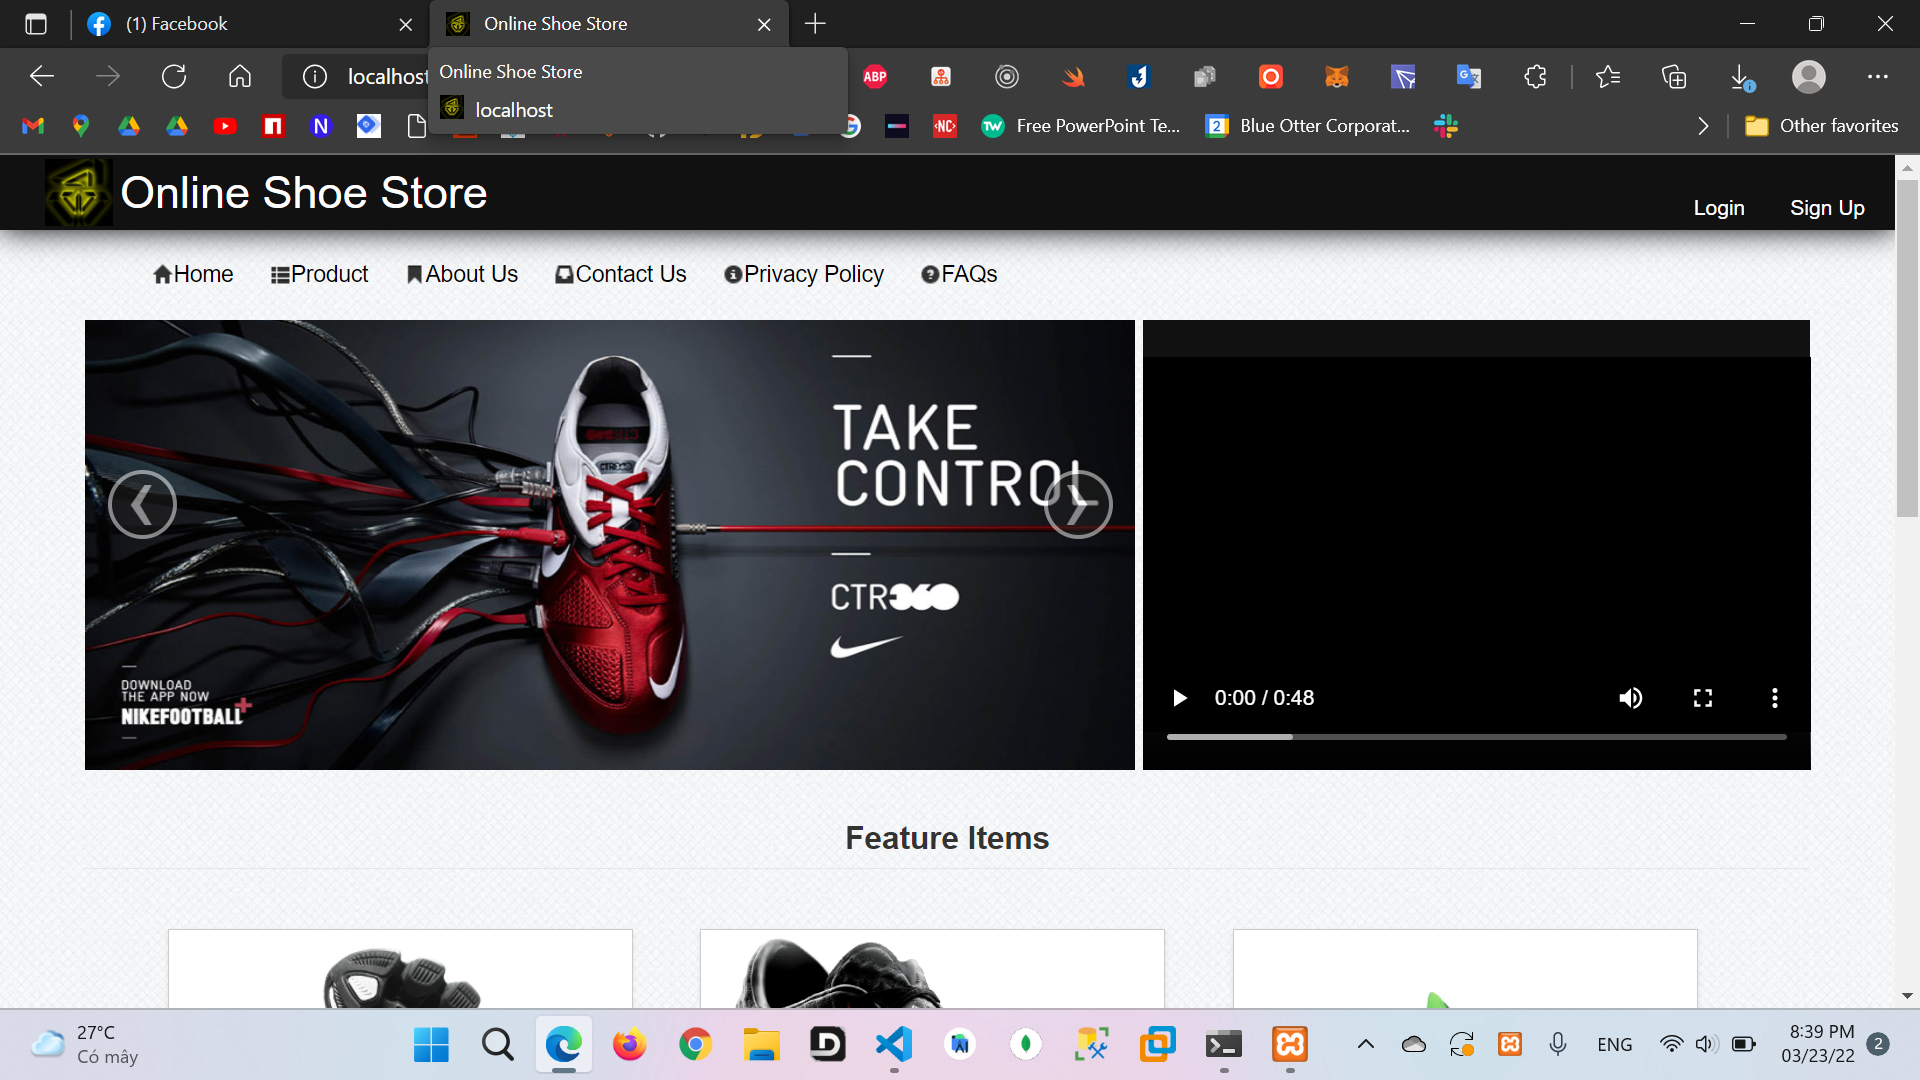 (1) Facebook
Online Shoe Store
localhost
Online Shoe Store
localhost
ABP
Free PowerPoint Te...
2
Blue Otter Corporat...
Other favorites
Online Shoe Store
Login
Sign Up
Home
Product
About Us
Contact Us
Privacy Policy
FAQs
TAKE
CONTROL
CTR360
DOWNLOAD
THE APP NOW
NIKEFOOTBALL+
0:00 / 0:48
Feature Items
27°C
Có mây
ENG
8:39 PM
03/23/22
2